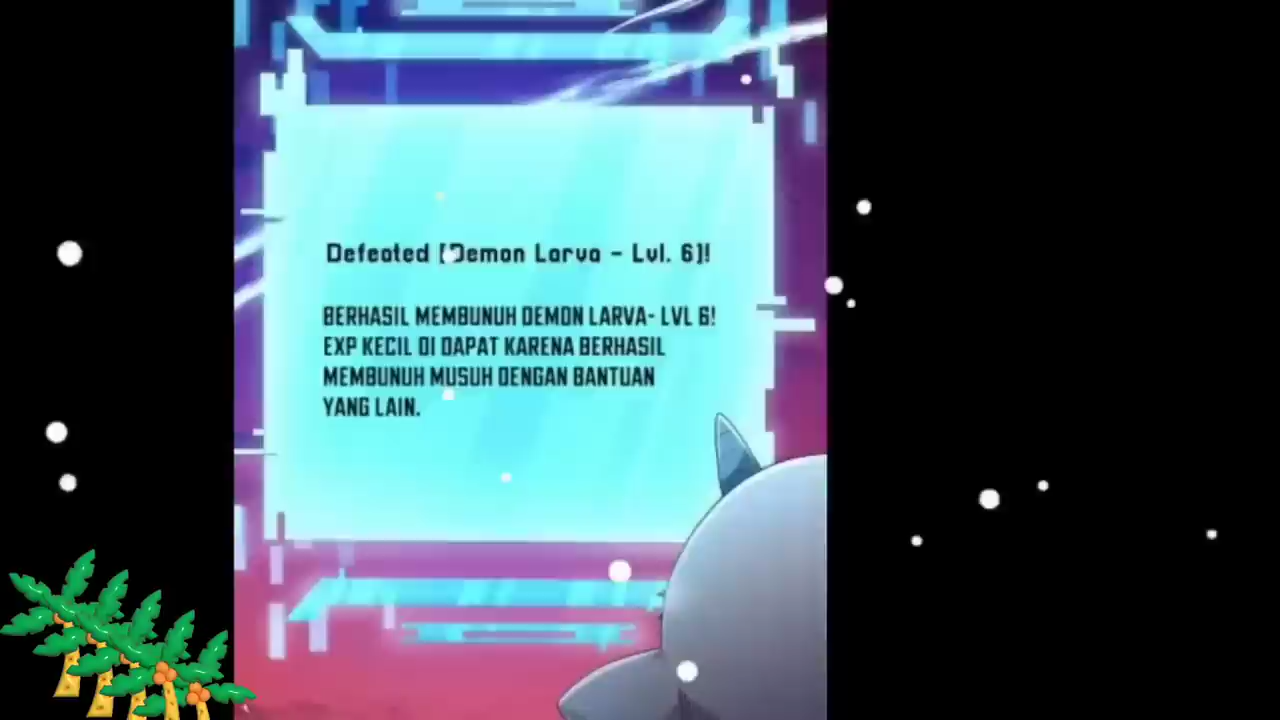 Defeated [Demon Larva - Lvl. 6]!
BERHASIL MEMBUNUH DEMON LARVA- LVL 6!
EXP KECIL DI DAPAT KARENA BERHASIL
MEMBUNUH MUSUH DENGAN BANTUAN
YANG LAIN.